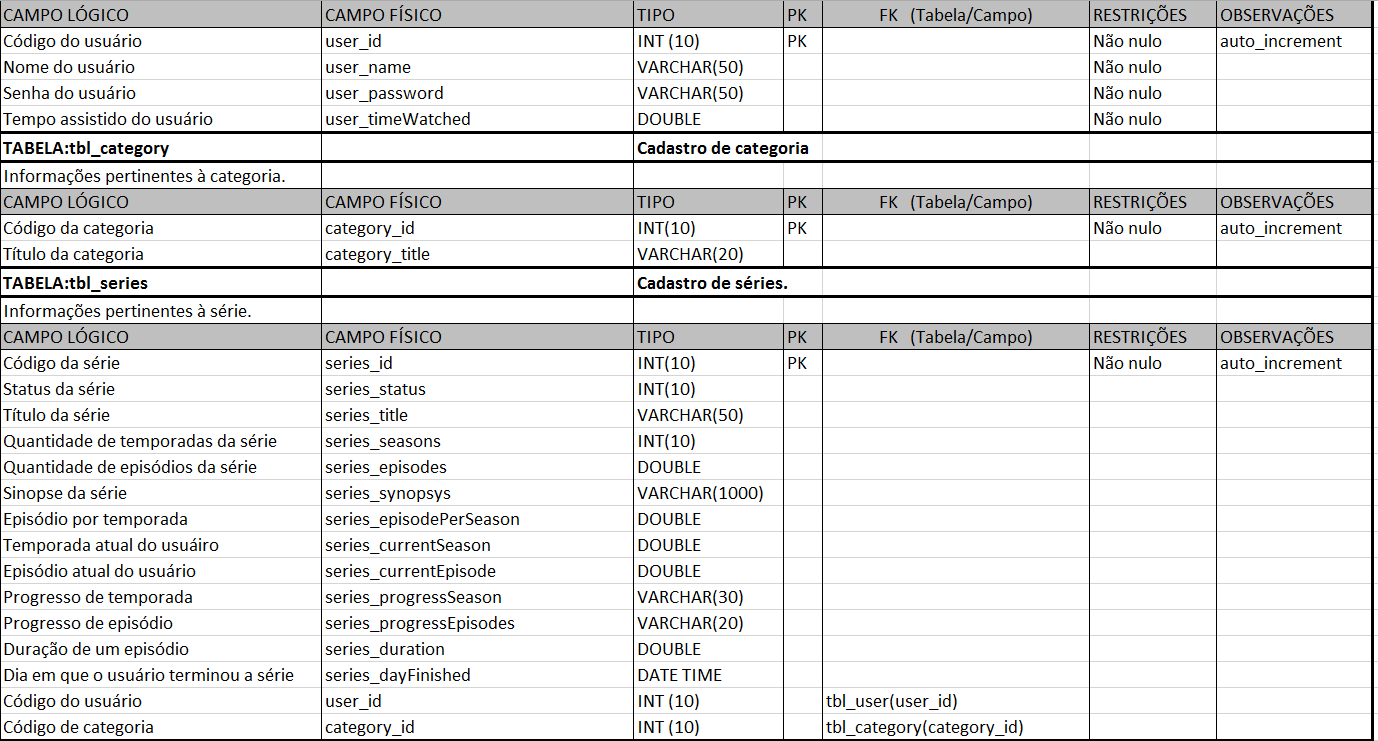 CAMPO LÓGICO CAMPO FÍSICO TIPO PK FK (Tabela/Campo) RESTRIÇÕES OBSERVAÇÕES
Código do usuário user_id INT (10) PK Não nulo auto_increment
Nome do usuário user_name VARCHAR(50) Não nulo
Senha do usuário user_password VARCHAR(50) Não nulo
Tempo assistido do usuário user_timeWatched DOUBLE Não nulo
TABELA:tbl_category Cadastro de categoria
Informações pertinentes à categoria.
CAMPO LÓGICO CAMPO FÍSICO TIPO PK FK (Tabela/Campo) RESTRIÇÕES OBSERVAÇÕES
Código da categoria category_id INT(10) PK Não nulo auto_increment
Título da categoria category_title VARCHAR(20)
TABELA:tbl_series Cadastro de séries.
Informações pertinentes à série.
CAMPO LÓGICO CAMPO FÍSICO TIPO PK FK (Tabela/Campo) RESTRIÇÕES OBSERVAÇÕES
Código da série series_id INT(10) PK Não nulo auto_increment
Status da série series_status INT(10)
Título da série series_title VARCHAR(50)
Quantidade de temporadas da série series_seasons INT(10)
Quantidade de episódios da série series_episodes DOUBLE
Sinopse da série series_synopsys VARCHAR(1000)
Episódio por temporada series_episodePerSeason DOUBLE
Temporada atual do usuáiro series_currentSeason DOUBLE
Episódio atual do usuário series_currentEpisode DOUBLE
Progresso de temporada series_progressSeason VARCHAR(30)
Progresso de episódio series_progressEpisodes VARCHAR(20)
Duração de um episódio series_duration DOUBLE
Dia em que o usuário terminou a série series_dayFinished DATE TIME
Código do usuário user_id INT (10) tbl_user(user_id)
Código de categoria category_id INT (10) tbl_category(category_id)